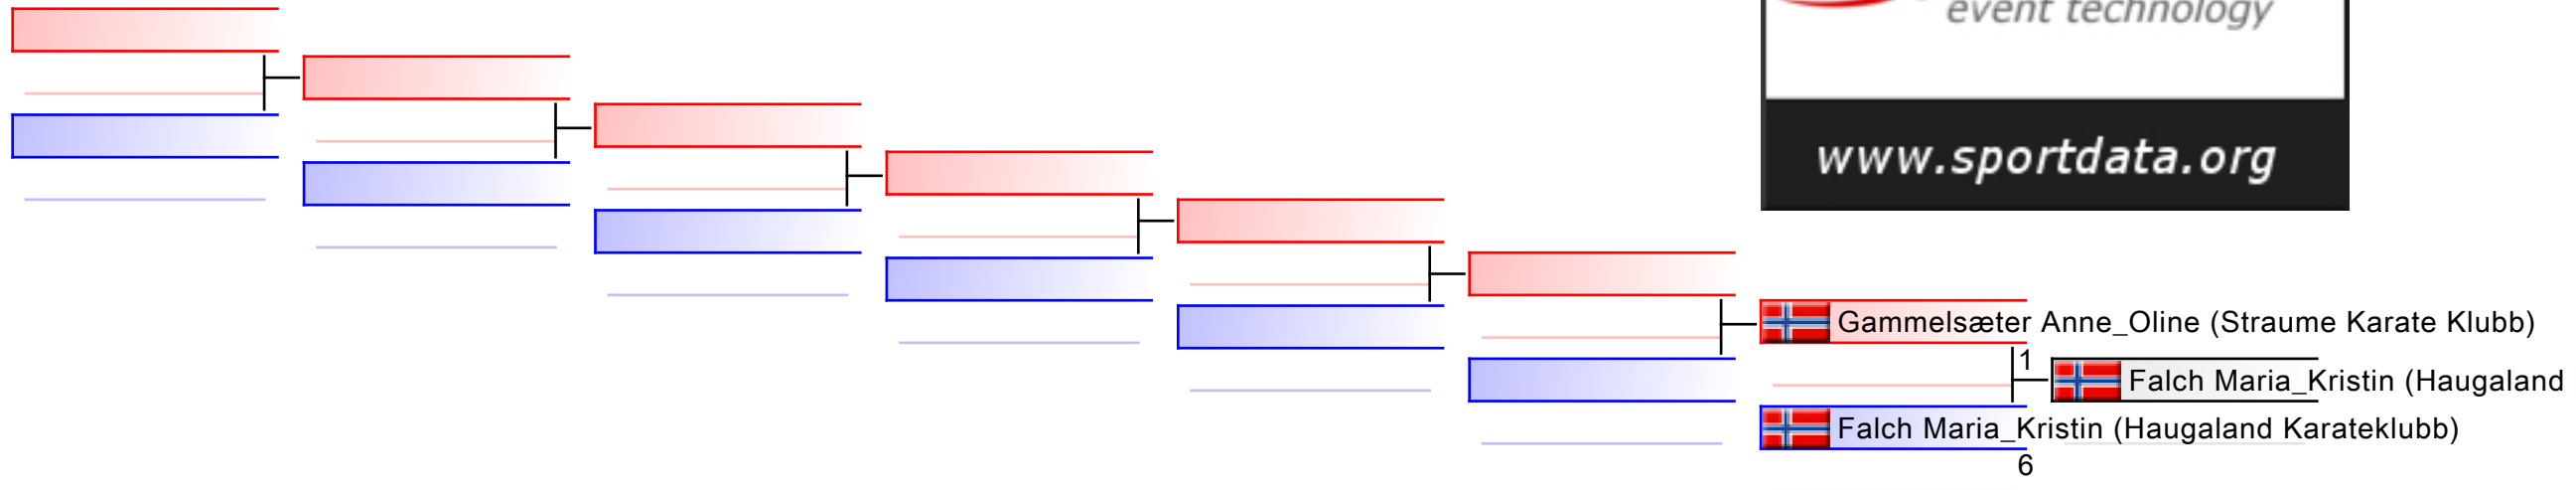 event technology
www.sportdata.org
Gammelsæter Anne_Oline (Straume Karate Klubb)
1
Falch Maria_Kristin (Haugaland
Falch Maria_Kristin (Haugaland Karateklubb)
6